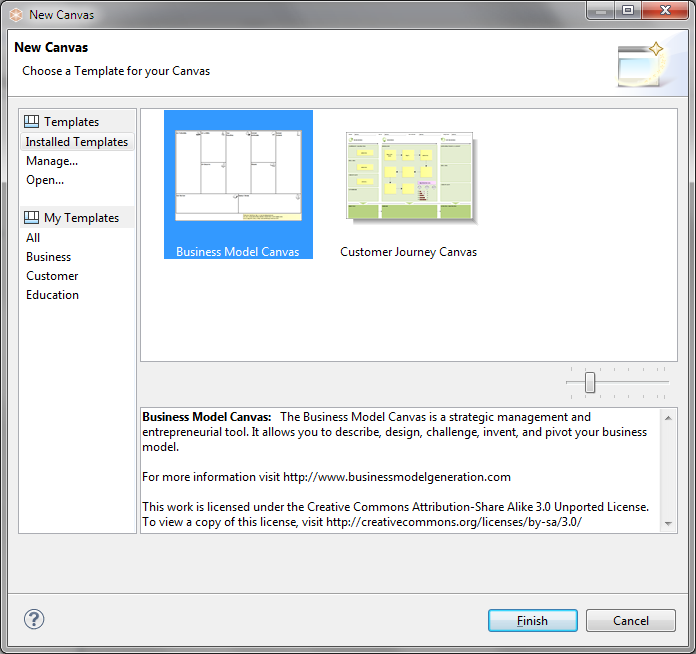 New Canvas
New Canvas
Choose a Template for your Canvas
Templates
Installed Templates
Manage...
Open...
My Templates
All
Business
Customer
Education
Business Model Canvas
Customer Journey Canvas
Business Model Canvas: The Business Model Canvas is a strategic management and
entrepreneurial tool. It allows you to describe, design, challenge, invent, and pivot your business
model.
For more information visit http://www.businessmodelgeneration.com
This work is licensed under the Creative Commons Attribution-Share Alike 3.0 Unported License.
To view a copy of this license, visit http://creativecommons.org/licenses/by-sa/3.0/
?
Finish
Cancel